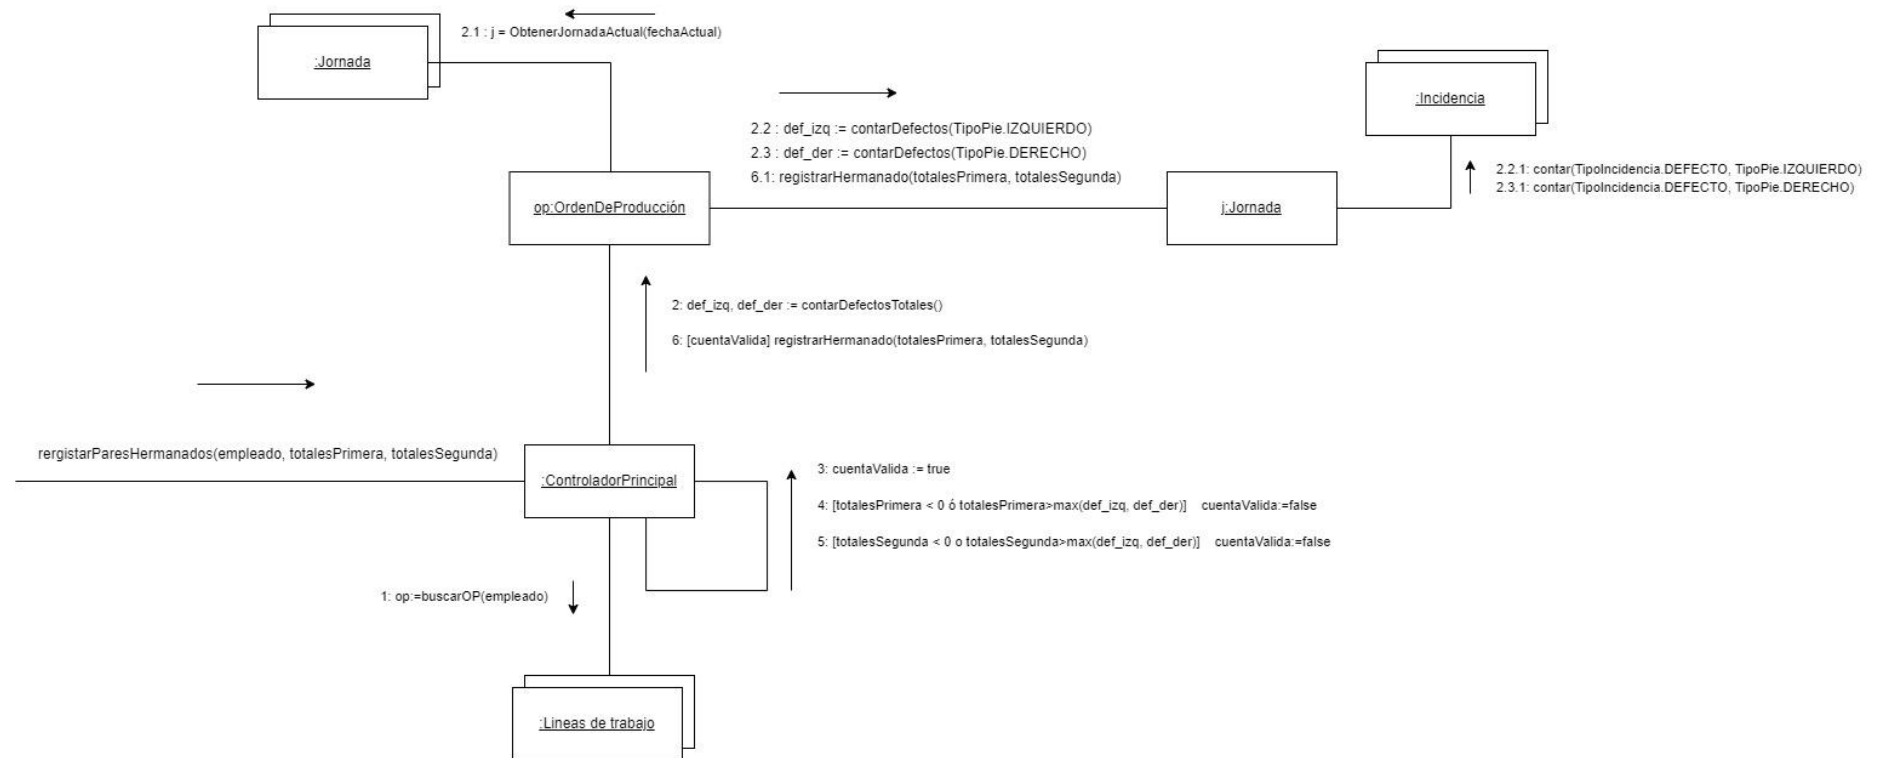 2.1 : j = ObtenerJornadaActual(fechaActual)
:Jornada
:Incidencia
2.2 : def_izq := contarDefectos(TipoPie.IZQUIERDO)
2.3 : def_der := contarDefectos(TipoPie.DERECHO)
6.1: registrarHermanado(totalesPrimera, totalesSegunda)
2.2.1: contar(TipoIncidencia.DEFECTO, TipoPie.IZQUIERDO)
2.3.1: contar(TipoIncidencia.DEFECTO, TipoPie.DERECHO)
op:OrdenDeProducción
j:Jornada
2: def_izq, def_der := contarDefectosTotales()
6: [cuentaValida] registrarHermanado(totalesPrimera, totalesSegunda)
rergistarParesHermanados(empleado, totalesPrimera, totalesSegunda)
:ControladorPrincipal
3: cuentaValida := true
4: [totalesPrimera < 0 ó totalesPrimera>max(def_izq, def_der)] cuentaValida:=false
5: [totalesSegunda < 0 o totalesSegunda>max(def_izq, def_der)] cuentaValida:=false
1: op:=buscarOP(empleado)
:Lineas de trabajo